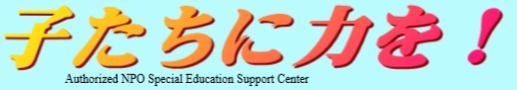 子たちに力を！
Authorized NPO Special Education Support Center